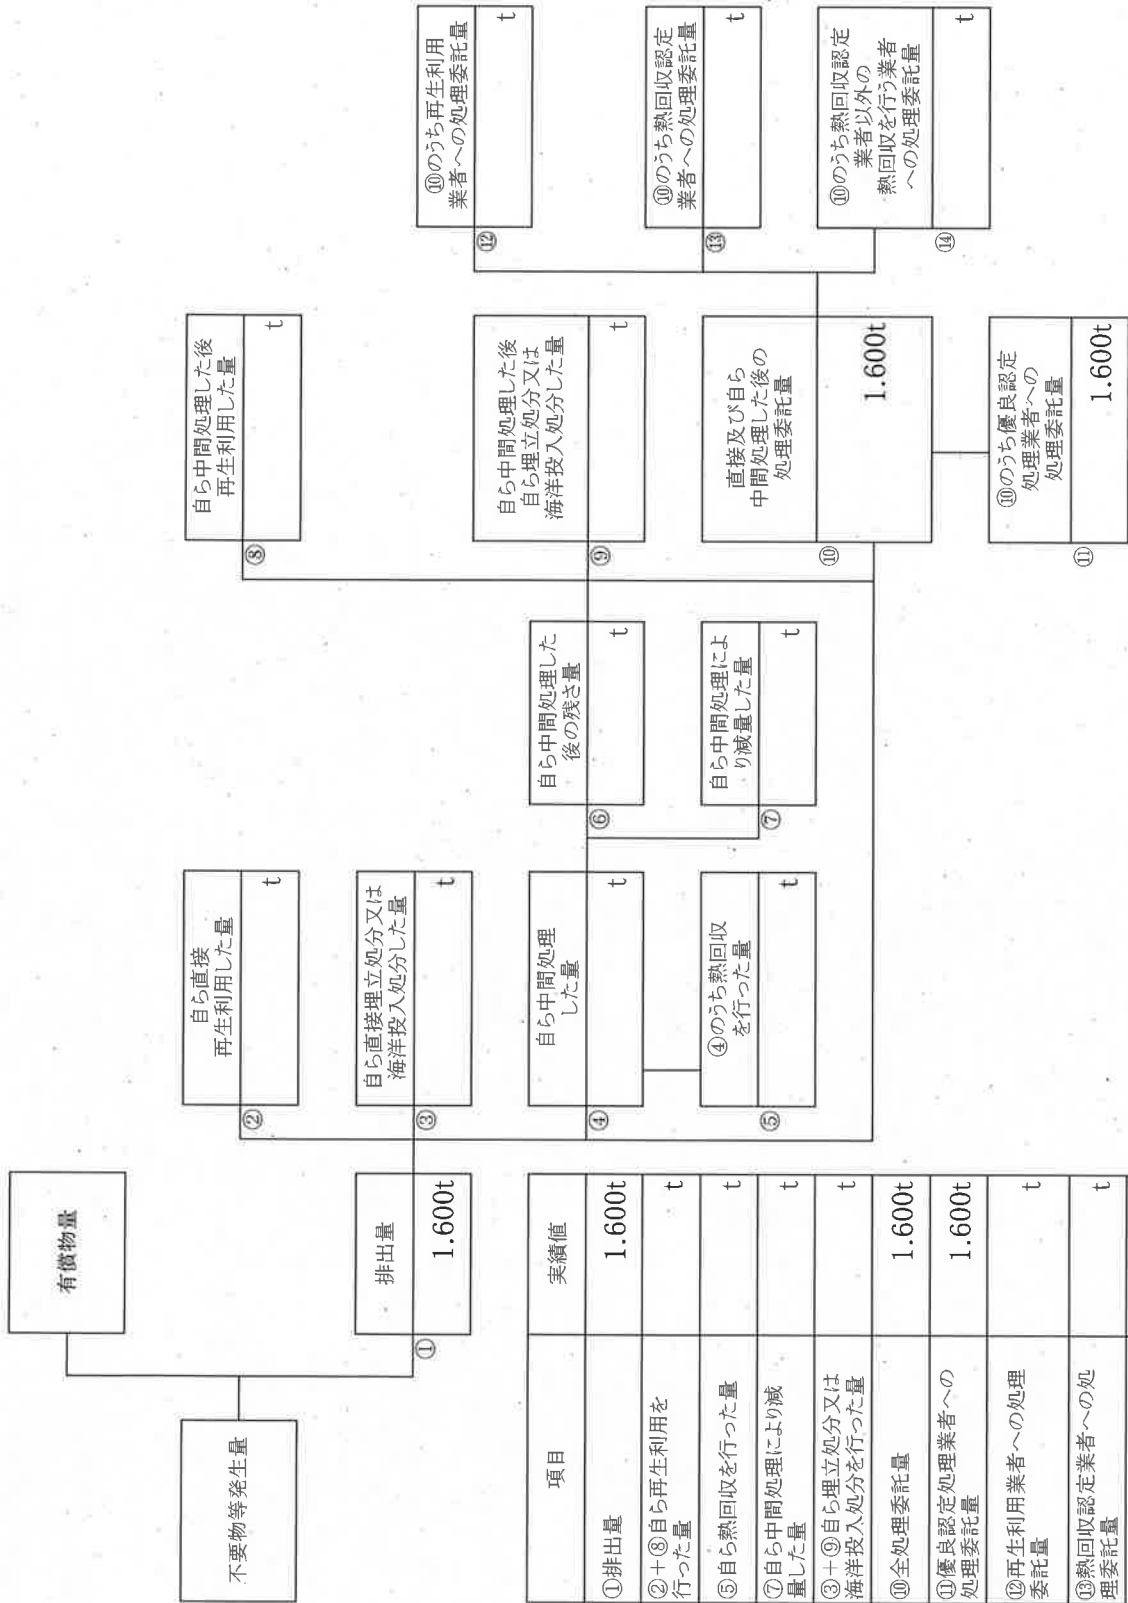 不要物等発生量
有償物量
①
排出量
1.600t
②
自ら直接
再生利用した量
t
③
自ら直接埋立処分又は
海洋投入処分した量
t
④
自ら中間処理
した量
t
⑤
④のうち熱回収
を行った量
t
⑥
自ら中間処理した
後の残さ量
t
⑦
自ら中間処理によ
り減量した量
t
⑧
自ら中間処理した後
再生利用した量
t
⑨
自ら中間処理した後
自ら埋立処分又は
海洋投入処分した量
t
⑩
直接及び自ら
中間処理した後の
処理委託量
1.600t
⑪
⑩のうち優良認定
処理業者への
処理委託量
1.600t
⑫
⑩のうち再生利用
業者への処理委託量
t
⑬
⑩のうち熱回収認定
業者への処理委託量
t
⑭
⑩のうち熱回収認定
業者以外の
熱回収を行う業者
への処理委託量
t
項目 実績値
①排出量 1.600t
②+⑧自ら再生利用を
行った量 t
⑤自ら熱回収を行った量 t
⑦自ら中間処理により減
量した量 t
③+⑨自ら埋立処分又は
海洋投入処分を行った量 t
⑩全処理委託量 1.600t
⑪優良認定処理業者への
処理委託量 1.600t
⑫再生利用業者への処理
委託量 t
⑬熱回収認定業者への処
理委託量 t